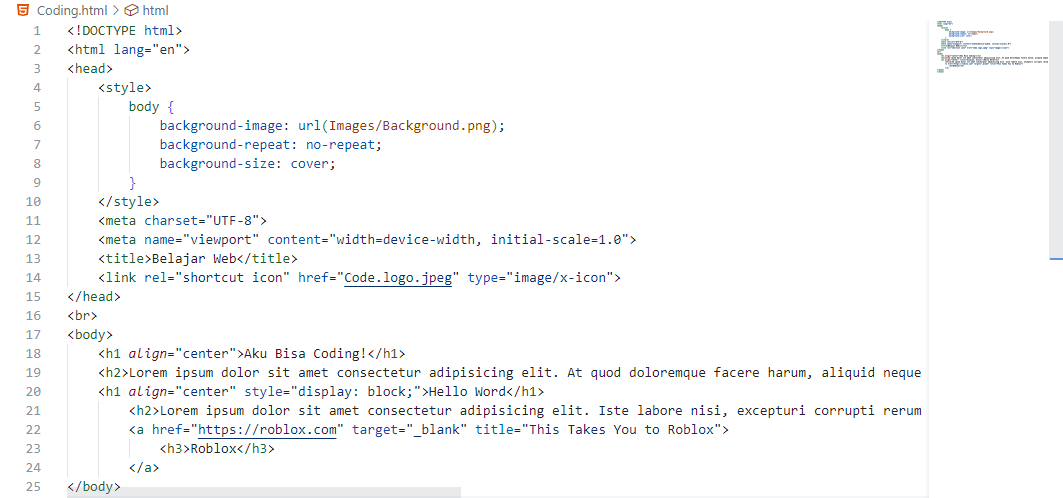 Coding.html > html
1 <!DOCTYPE html>
2 <html lang="en">
3 <head>
4 <style>
5 body {
6 background-image: url(Images/Background.png);
7 background-repeat: no-repeat;
8 background-size: cover;
9 }
10 </style>
11 <meta charset="UTF-8">
12 <meta name="viewport" content="width=device-width, initial-scale=1.0">
13 <title>Belajar Web</title>
14 <link rel="shortcut icon" href="Code.logo.jpeg" type="image/x-icon">
15 </head>
16 <br>
17 <body>
18 <h1 align="center">Aku Bisa Coding!</h1>
19 <h2>Lorem ipsum dolor sit amet consectetur adipisicing elit. At quod doloremque facere harum, aliquid neque
20 <h1 align="center" style="display: block;">Hello Word</h1>
21 <h2>Lorem ipsum dolor sit amet consectetur adipisicing elit. Iste labore nisi, excepturi corrupti rerum
22 <a href="https://roblox.com" target="_blank" title="This Takes You to Roblox">
23 <h3>Roblox</h3>
24 </a>
25 </body>